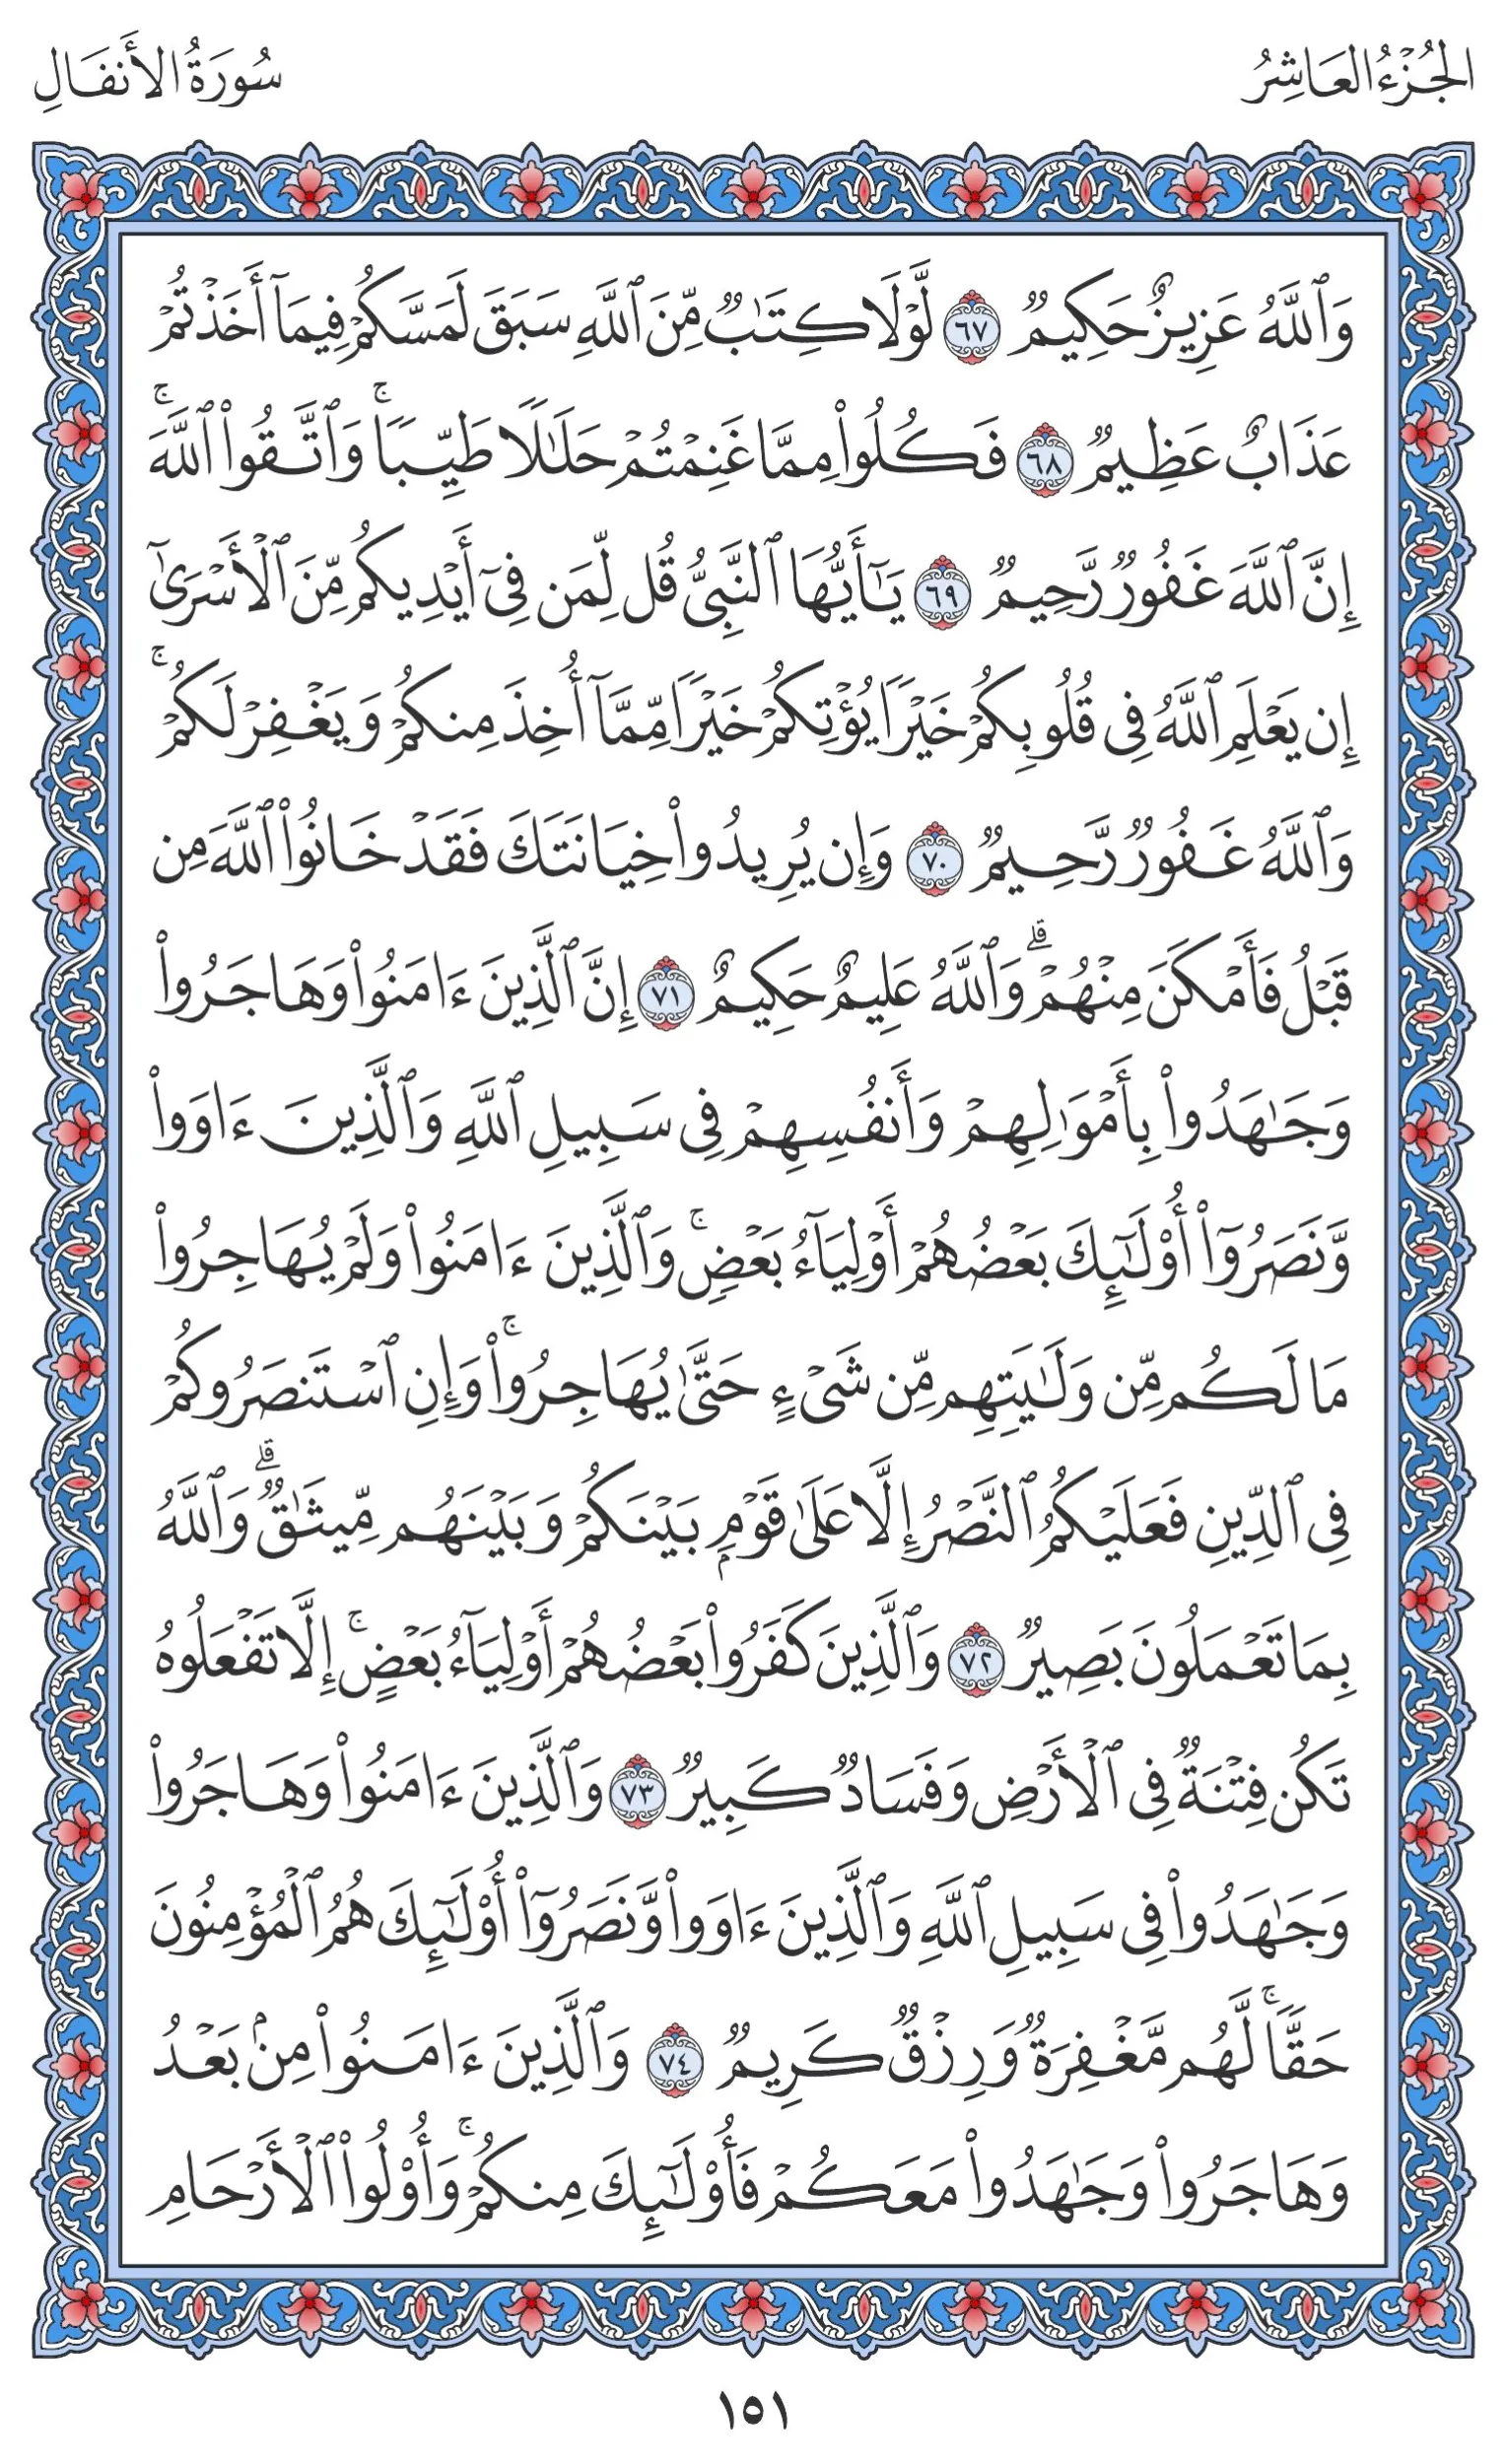 الجُزْءُ العَاشِرُ
سُورَةُ الأَنفَالِ
وَٱللَّهُ عَزِيزٌ حَكِيمٌ ٦٧ لَّوْلَا كِتَٰبٌ مِّنَ ٱللَّهِ سَبَقَ لَمَسَّكُمْ فِيمَآ أَخَذْتُمْ
عَذَابٌ عَظِيمٌ ٦٨ فَكُلُوا۟ مِمَّا غَنِمْتُمْ حَلَٰلًا طَيِّبًا ۚ وَٱتَّقُوا۟ ٱللَّهَ ۚ
إِنَّ ٱللَّهَ غَفُورٌ رَّحِيمٌ ٦٩ يَٰٓأَيُّهَا ٱلنَّبِىُّ قُل لِّمَن فِىٓ أَيْدِيكُم مِّنَ ٱلْأَسْرَىٰٓ
إِن يَعْلَمِ ٱللَّهُ فِى قُلُوبِكُمْ خَيْرًا يُؤْتِكُمْ خَيْرًا مِّمَّآ أُخِذَ مِنكُمْ وَيَغْفِرْ لَكُمْ ۚ
وَٱللَّهُ غَفُورٌ رَّحِيمٌ ٧٠ وَإِن يُرِيدُوا۟ خِيَانَتَكَ فَقَدْ خَانُوا۟ ٱللَّهَ مِن
قَبْلُ فَأَمْكَنَ مِنْهُمْ ۗ وَٱللَّهُ عَلِيمٌ حَكِيمٌ ٧١ إِنَّ ٱلَّذِينَ ءَامَنُوا۟ وَهَاجَرُوا۟
وَجَٰهَدُوا۟ بِأَمْوَٰلِهِمْ وَأَنفُسِهِمْ فِى سَبِيلِ ٱللَّهِ وَٱلَّذِينَ ءَاوَوا۟
وَّنَصَرُوٓا۟ أُو۟لَٰٓئِكَ بَعْضُهُمْ أَوْلِيَآءُ بَعْضٍ ۚ وَٱلَّذِينَ ءَامَنُوا۟ وَلَمْ يُهَاجِرُوا۟
مَا لَكُم مِّن وَلَٰيَتِهِم مِّن شَىْءٍ حَتَّىٰ يُهَاجِرُوا۟ ۚ وَإِنِ ٱسْتَنصَرُوكُمْ
فِى ٱلدِّينِ فَعَلَيْكُمُ ٱلنَّصْرُ إِلَّا عَلَىٰ قَوْمٍۭ بَيْنَكُمْ وَبَيْنَهُم مِّيثَٰقٌ ۗ وَٱللَّهُ
بِمَا تَعْمَلُونَ بَصِيرٌ ٧٢ وَٱلَّذِينَ كَفَرُوا۟ بَعْضُهُمْ أَوْلِيَآءُ بَعْضٍ ۚ إِلَّا تَفْعَلُوهُ
تَكُن فِتْنَةٌ فِى ٱلْأَرْضِ وَفَسَادٌ كَبِيرٌ ٧٣ وَٱلَّذِينَ ءَامَنُوا۟ وَهَاجَرُوا۟
وَجَٰهَدُوا۟ فِى سَبِيلِ ٱللَّهِ وَٱلَّذِينَ ءَاوَوا۟ وَّنَصَرُوٓا۟ أُو۟لَٰٓئِكَ هُمُ ٱلْمُؤْمِنُونَ
حَقًّا ۚ لَّهُم مَّغْفِرَةٌ وَرِزْقٌ كَرِيمٌ ٧٤ وَٱلَّذِينَ ءَامَنُوا۟ مِنۢ بَعْدُ
وَهَاجَرُوا۟ وَجَٰهَدُوا۟ مَعَكُمْ فَأُو۟لَٰٓئِكَ مِنكُمْ ۚ وَأُو۟لُوا۟ ٱلْأَرْحَامِ
١٥١